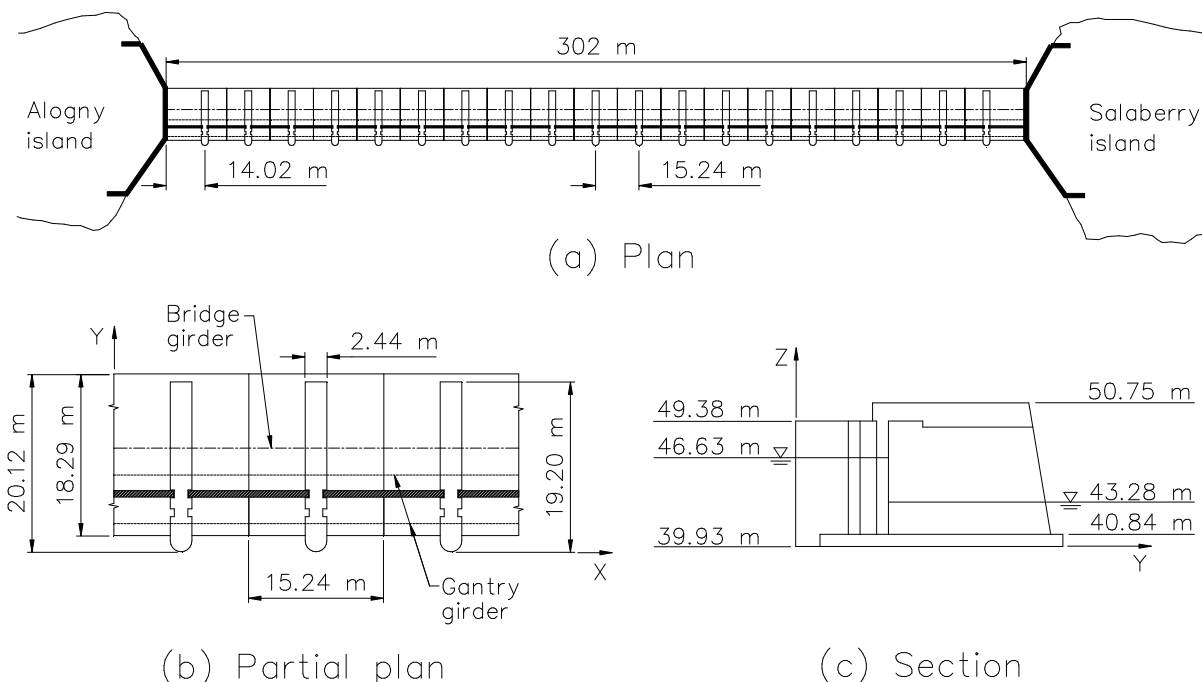 302 m
Alogny
island
Salaberry
island
14.02 m
15.24 m
(a) Plan
Y
Bridge
girder
2.44 m
20.12 m
18.29 m
19.20 m
X
15.24 m
Gantry
girder
(b) Partial plan
Z
50.75 m
49.38 m
46.63 m
43.28 m
40.84 m
39.93 m
Y
(c) Section